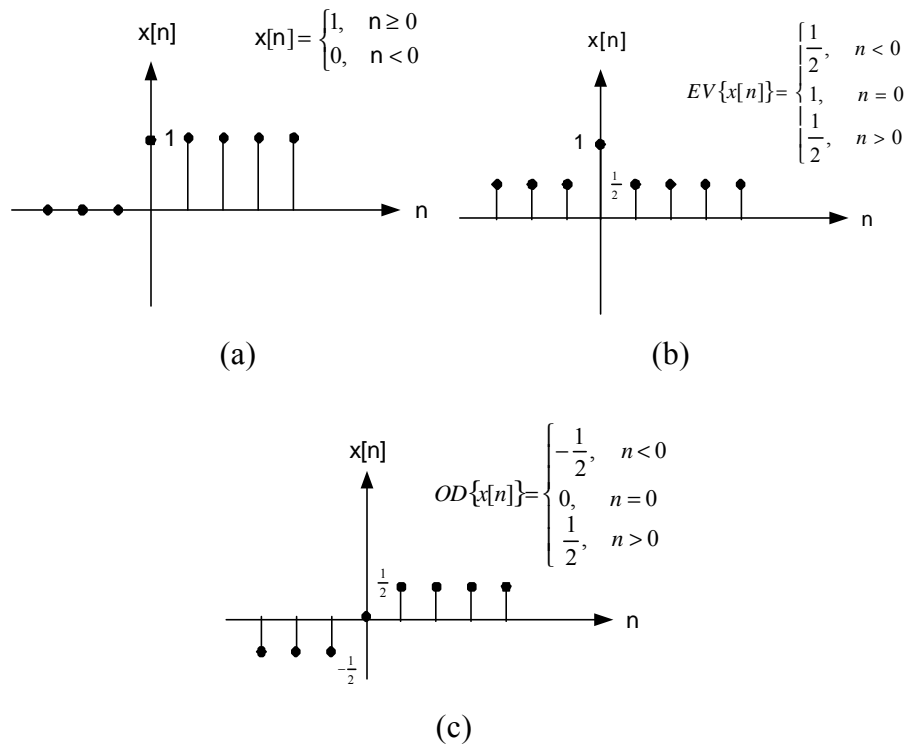 x[n]
x[n] = {1, n ≥ 0
0, n < 0
1
n
(a)
x[n]
EV{x[n]} = {1/2, n < 0
1, n = 0
1/2, n > 0
1
1/2
n
(b)
x[n]
OD{x[n]} = {-1/2, n < 0
0, n = 0
1/2, n > 0
1/2
n
-1/2
(c)